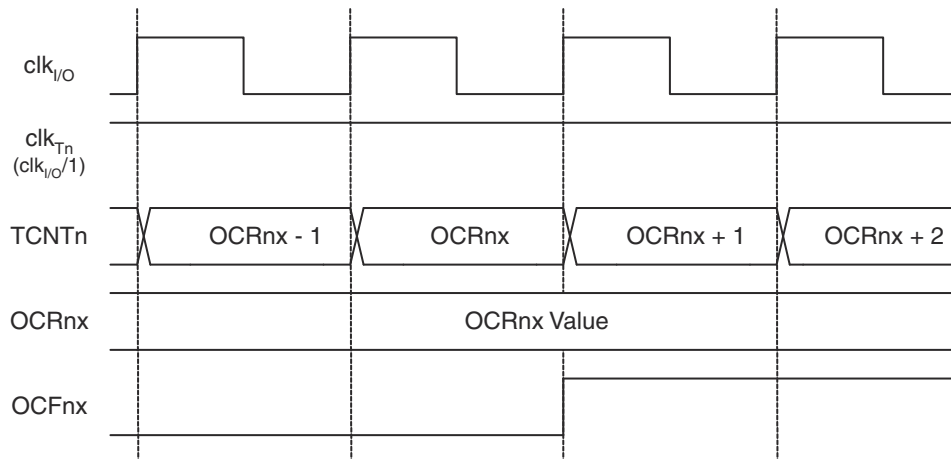 clkI/O
clkTn
(clkI/O/1)
TCNTn OCRnx - 1 OCRnx OCRnx + 1 OCRnx + 2
OCRnx OCRnx Value
OCFnx